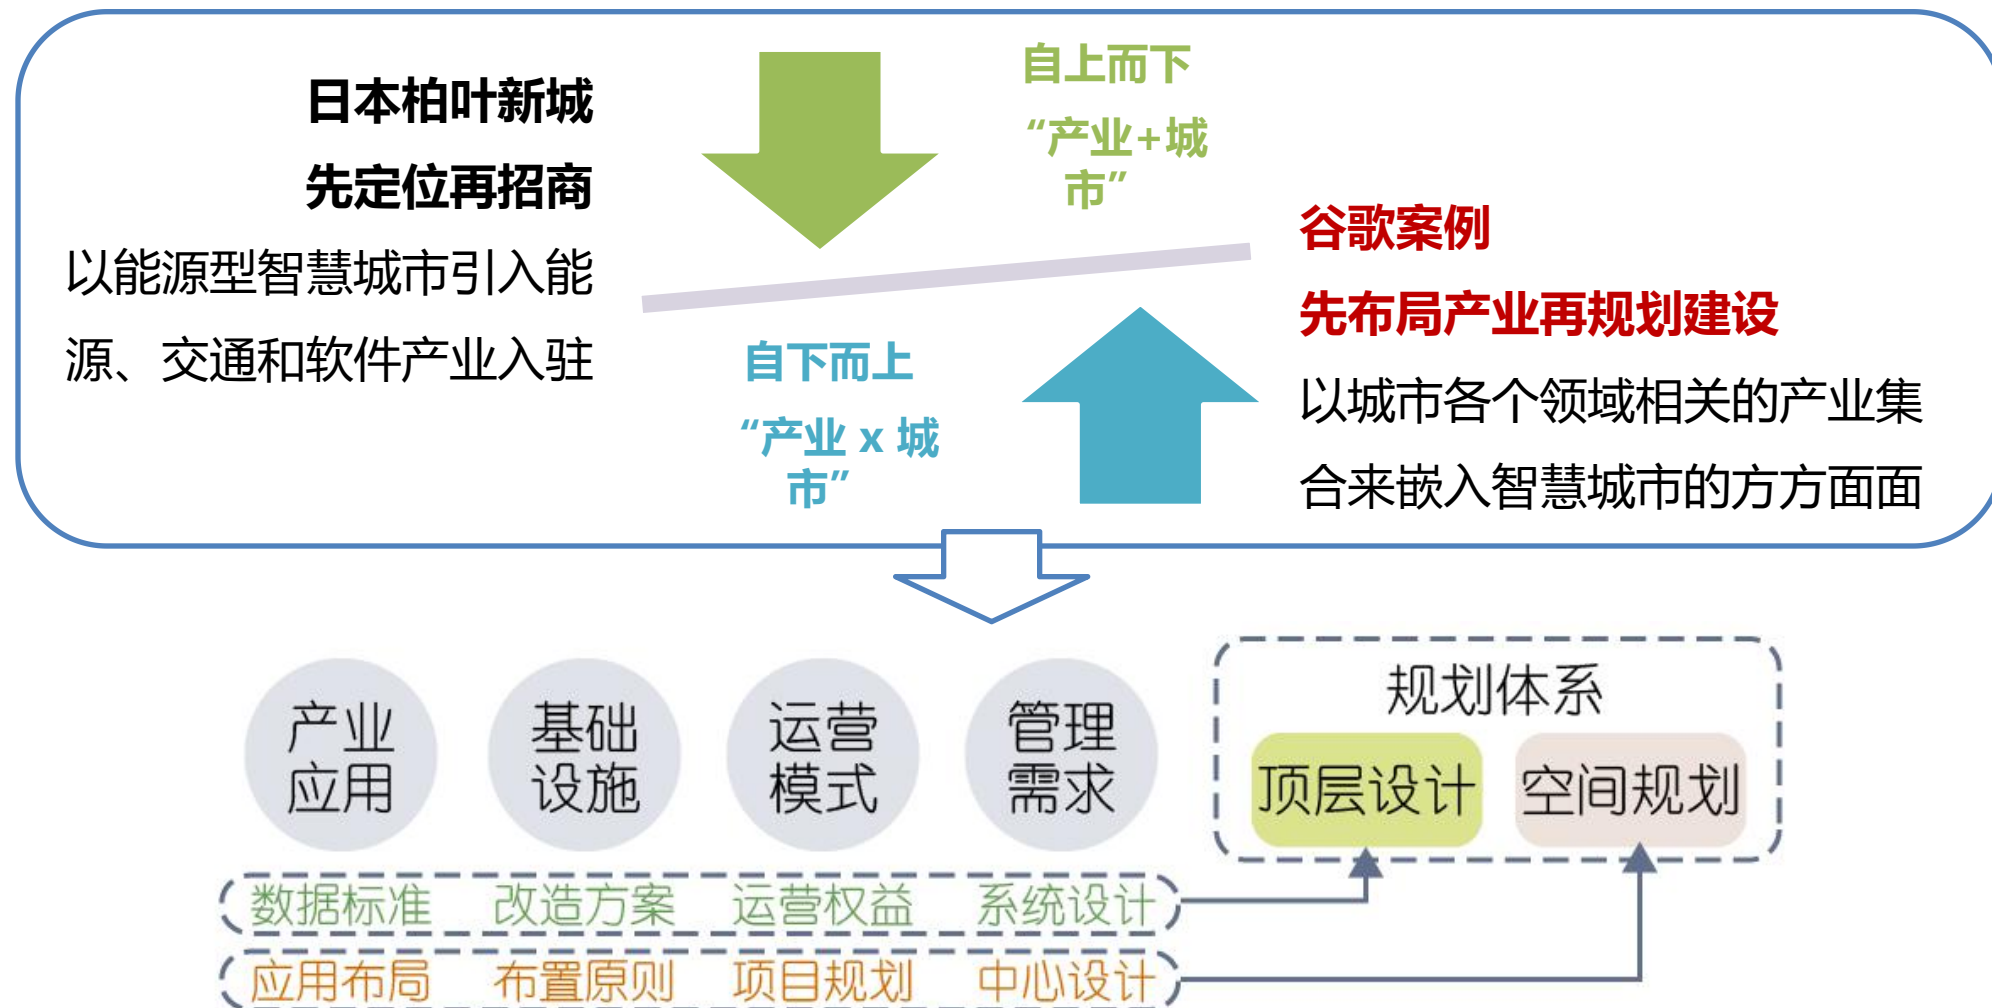 日本柏叶新城
先定位再招商
以能源型智慧城市引入能
源、交通和软件产业入驻
自上而下
“产业+城
市”
自下而上
“产业 x 城
市”
谷歌案例
先布局产业再规划建设
以城市各个领域相关的产业集
合来嵌入智慧城市的方方面面
产业
应用
基础
设施
运营
模式
管理
需求
规划体系
顶层设计
空间规划
数据标准 改造方案 运营权益 系统设计
应用布局 布置原则 项目规划 中心设计